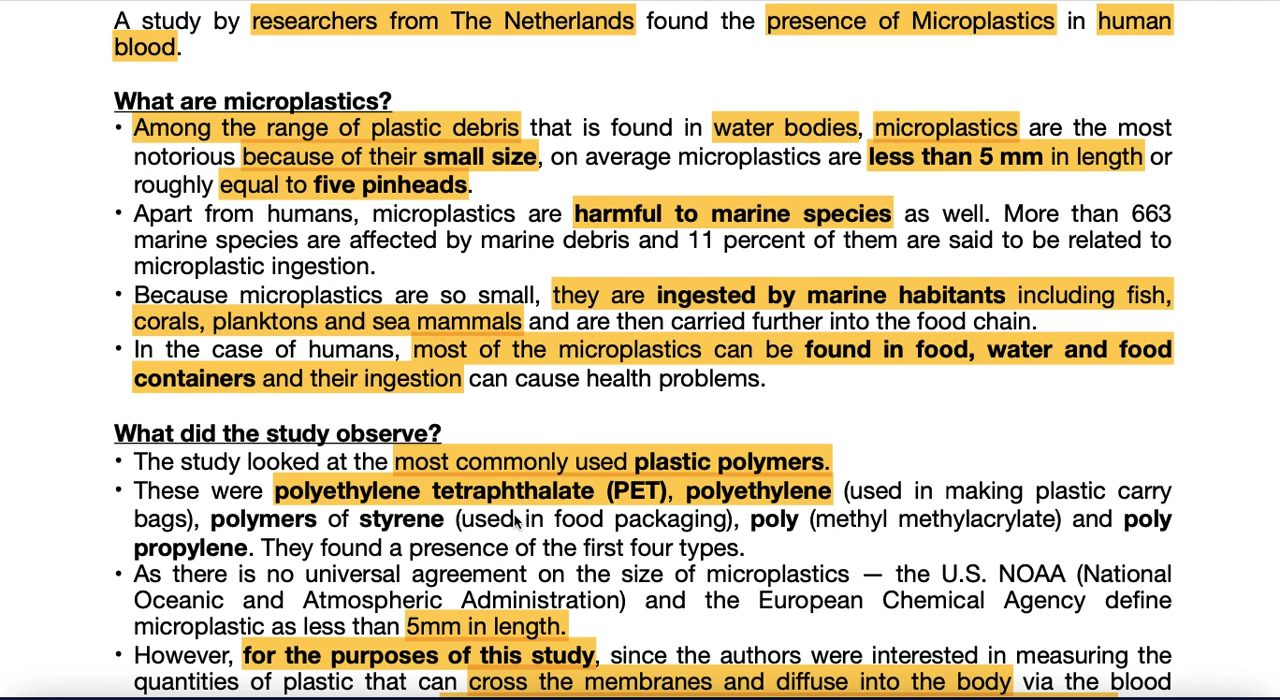 A study by researchers from The Netherlands found the presence of Microplastics in human
blood.
What are microplastics?
• Among the range of plastic debris that is found in water bodies, microplastics are the most
notorious because of their small size, on average microplastics are less than 5 mm in length or
roughly equal to five pinheads.
• Apart from humans, microplastics are harmful to marine species as well. More than 663
marine species are affected by marine debris and 11 percent of them are said to be related to
microplastic ingestion.
• Because microplastics are so small, they are ingested by marine habitants including fish,
corals, planktons and sea mammals and are then carried further into the food chain.
• In the case of humans, most of the microplastics can be found in food, water and food
containers and their ingestion can cause health problems.
What did the study observe?
• The study looked at the most commonly used plastic polymers.
• These were polyethylene tetraphthalate (PET), polyethylene (used in making plastic carry
bags), polymers of styrene (used in food packaging), poly (methyl methylacrylate) and poly
propylene. They found a presence of the first four types.
• As there is no universal agreement on the size of microplastics — the U.S. NOAA (National
Oceanic and Atmospheric Administration) and the European Chemical Agency define
microplastic as less than 5mm in length.
• However, for the purposes of this study, since the authors were interested in measuring the
quantities of plastic that can cross the membranes and diffuse into the body via the blood